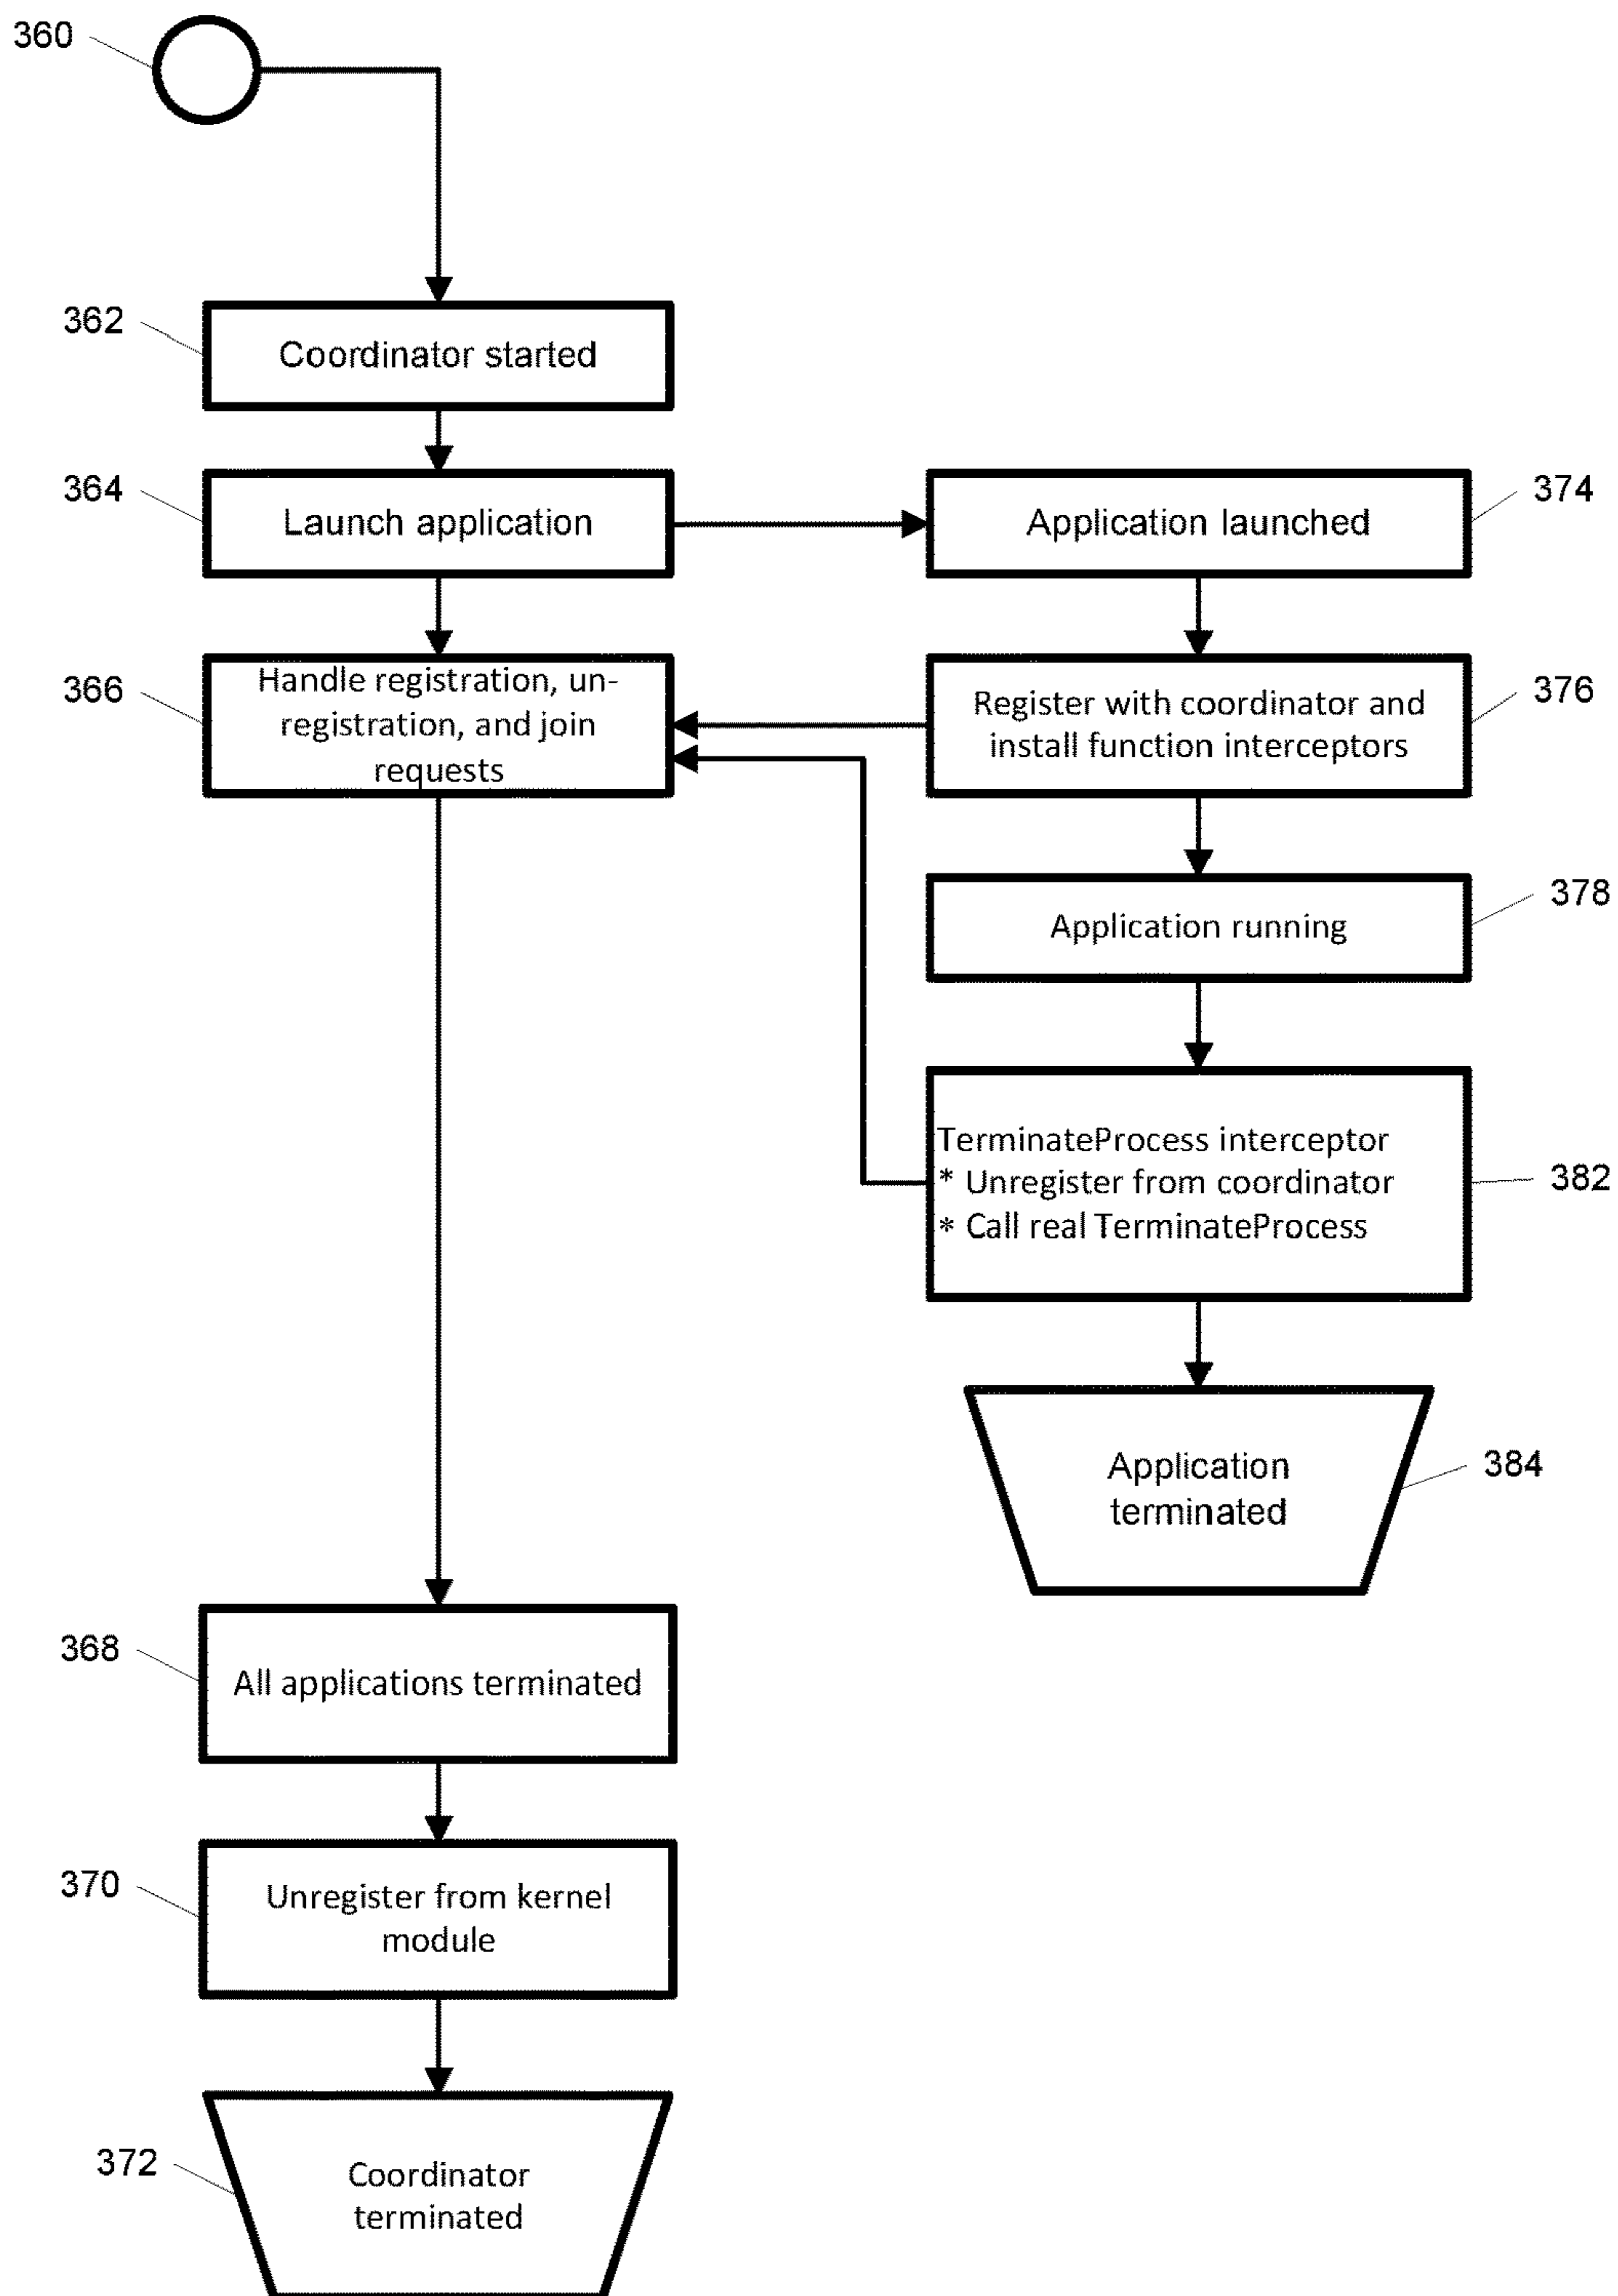 360
362
Coordinator started
364
Launch application
Application launched
374
366
Handle registration, un-
registration, and join
requests
Register with coordinator and
install function interceptors
376
Application running
378
TerminateProcess interceptor
* Unregister from coordinator
* Call real TerminateProcess
382
Application
terminated
384
368
All applications terminated
370
Unregister from kernel
module
372
Coordinator
terminated